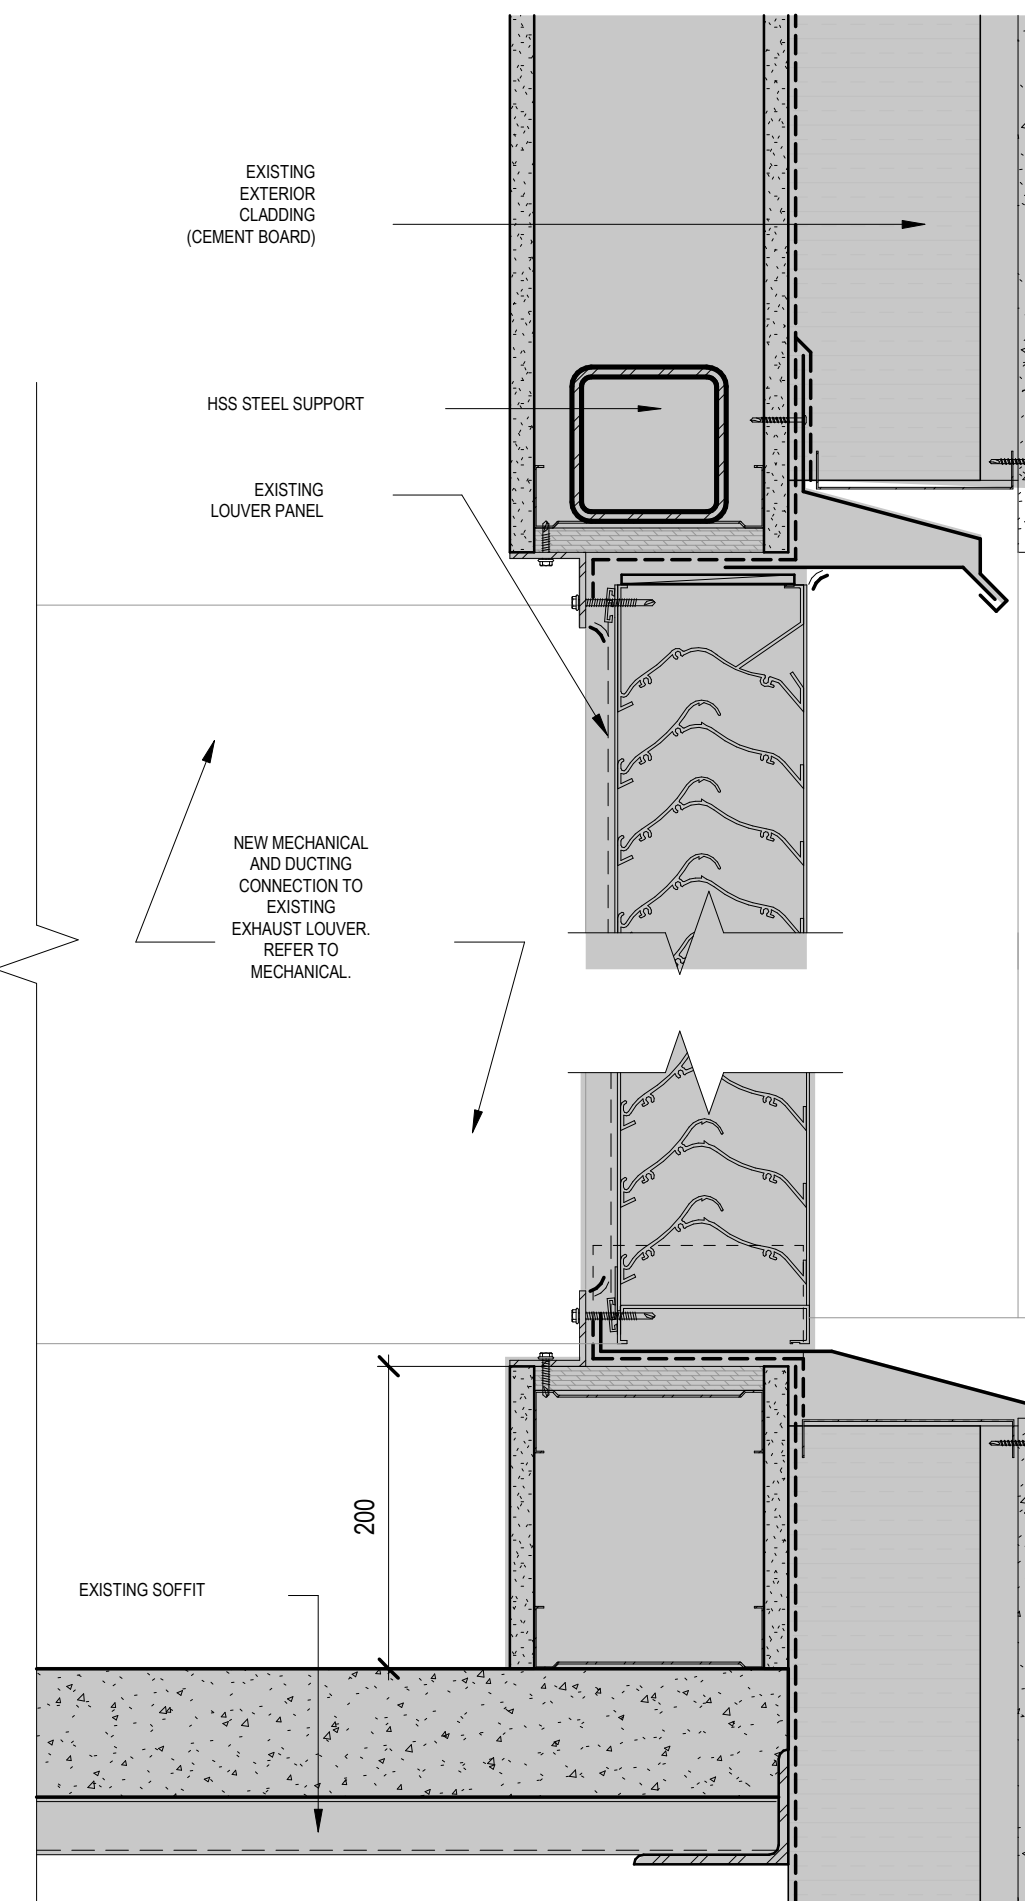 EXISTING
EXTERIOR
CLADDING
(CEMENT BOARD)
HSS STEEL SUPPORT
EXISTING
LOUVER PANEL
NEW MECHANICAL
AND DUCTING
CONNECTION TO
EXISTING
EXHAUST LOUVER.
REFER TO
MECHANICAL.
200
EXISTING SOFFIT